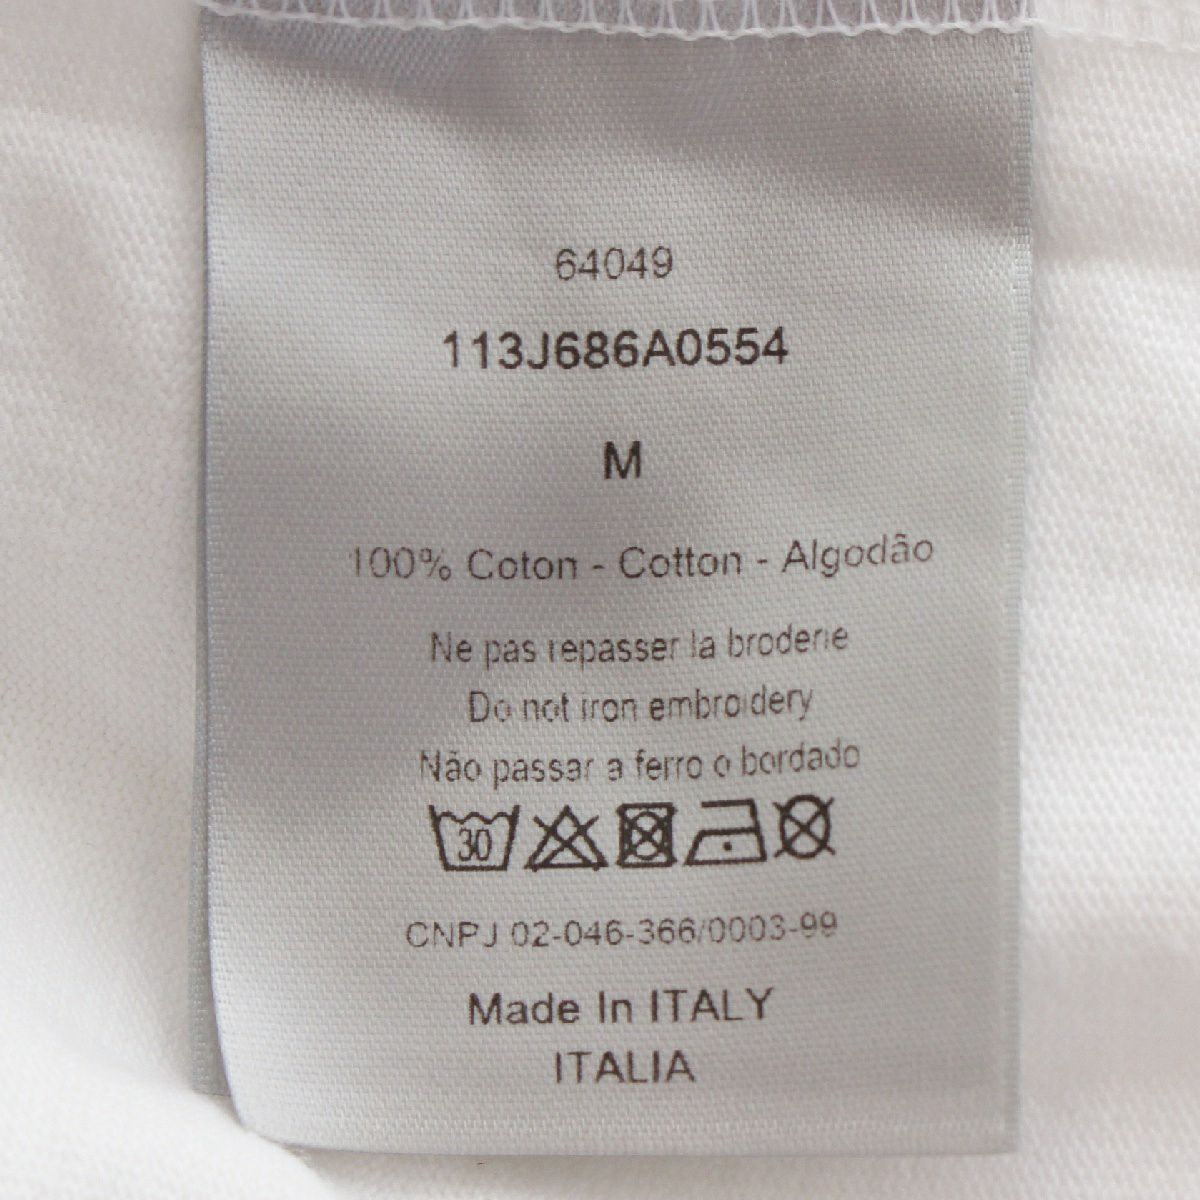 64049
113J686A0554
M
100% Coton - Cotton - Algodão
Ne pas repasser la broderie
Do not iron embroidery
Não passar a ferro o bordado
30
CNPJ 02-046-366/0003-99
Made In ITALY
ITALIA